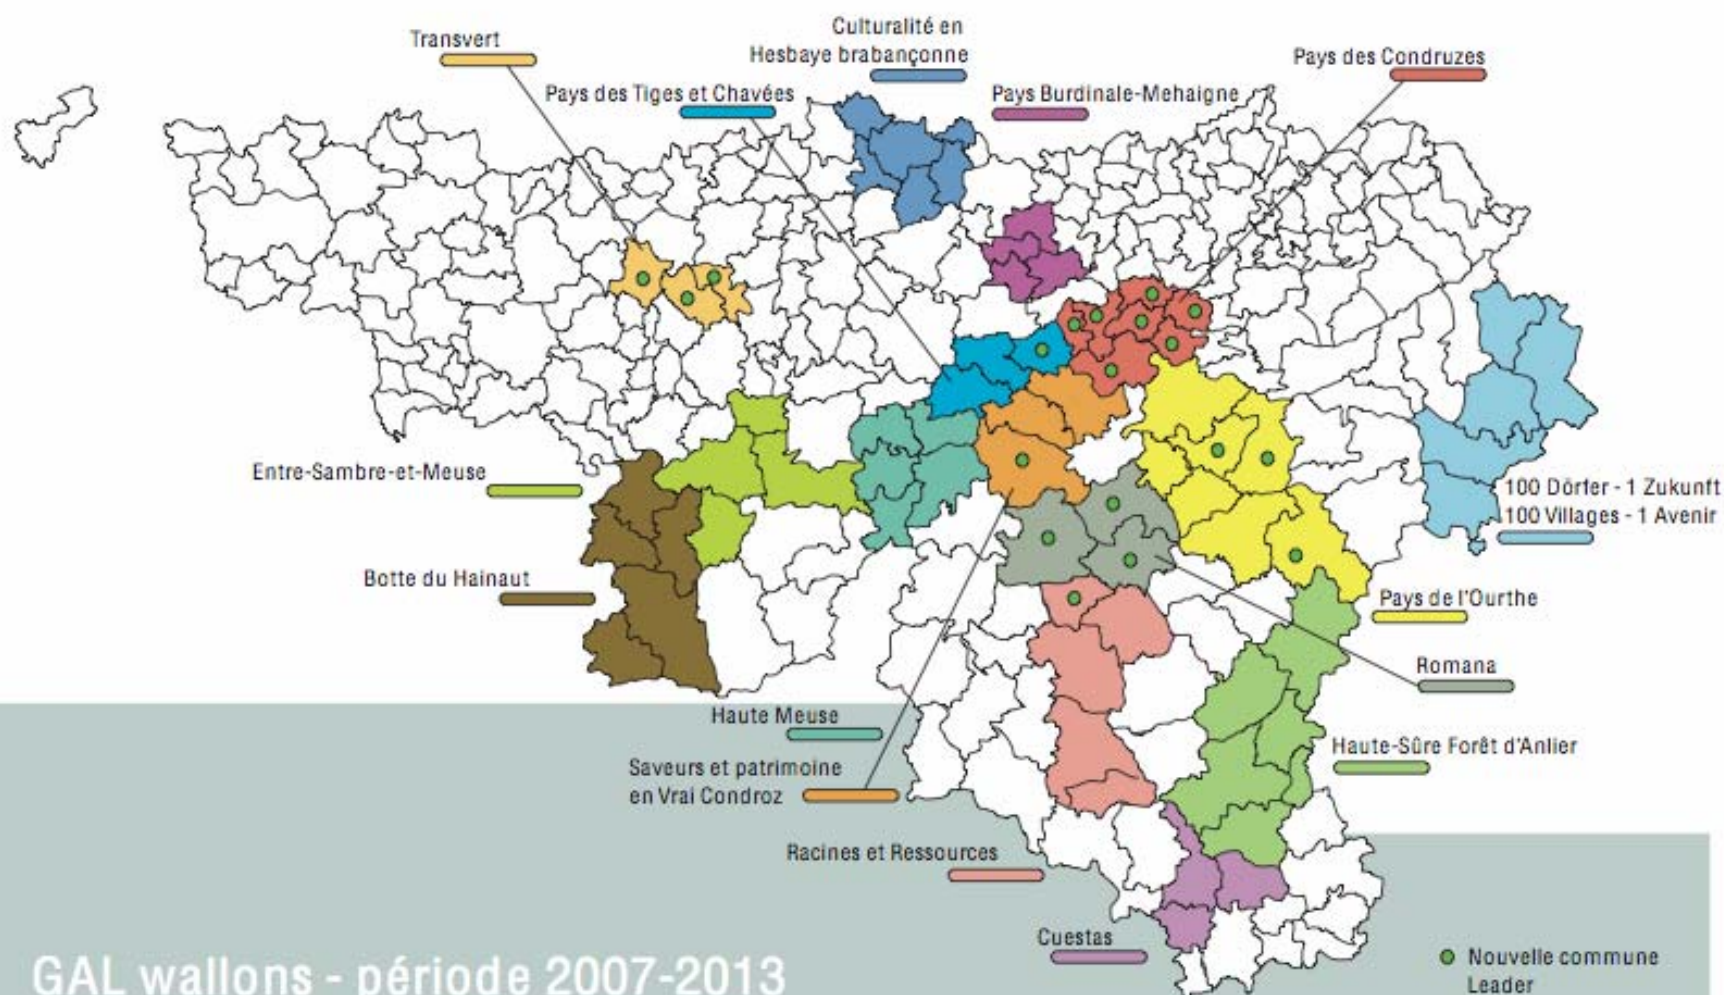 Culturalité en
Hesbaye brabançonne
Transvert
Pays des Condruzes
Pays des Tiges et Chavées
Pays Burdinale-Mehaigne
Entre-Sambre-et-Meuse
100 Dörfer - 1 Zukunft
100 Villages - 1 Avenir
Botte du Hainaut
Pays de l'Ourthe
Romana
Haute Meuse
Haute-Sûre Forêt d'Anlier
Saveurs et patrimoine
en Vrai Condroz
Racines et Ressources
Cuestas
Nouvelle commune
Leader
GAL wallons - période 2007-2013